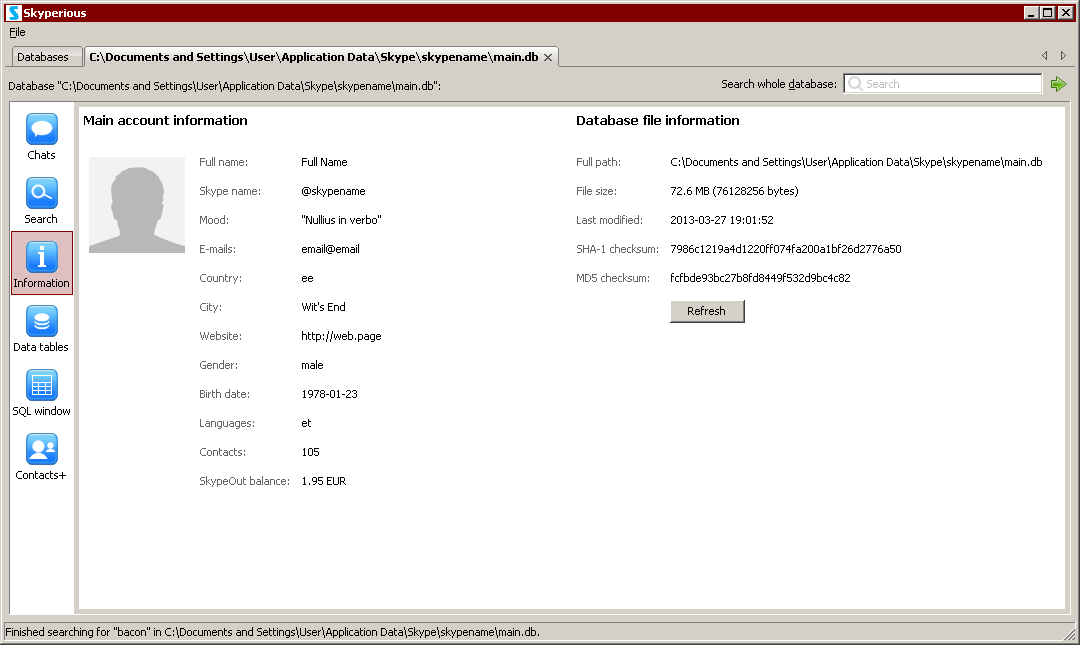 Skyperious
File
Databases
C:\Documents and Settings\User\Application Data\Skype\skypename\main.db
Database "C:\Documents and Settings\User\Application Data\Skype\skypename\main.db":
Search whole database:
Search
Chats
Search
Information
Data tables
SQL window
Contacts+
Main account information
Full name: Full Name
Skype name: @skypename
Mood: "Nullius in verbo"
E-mails: email@email
Country: ee
City: Wit's End
Website: http://web.page
Gender: male
Birth date: 1978-01-23
Languages: et
Contacts: 105
SkypeOut balance: 1.95 EUR
Database file information
Full path: C:\Documents and Settings\User\Application Data\Skype\skypename\main.db
File size: 72.6 MB (76128256 bytes)
Last modified: 2013-03-27 19:01:52
SHA-1 checksum: 7986c1219a4d1220ff074fa200a1bf26d2776a50
MD5 checksum: fcfbde93bc27b8fd8449f532d9bc4c82
Refresh
Finished searching for "bacon" in C:\Documents and Settings\User\Application Data\Skype\skypename\main.db.